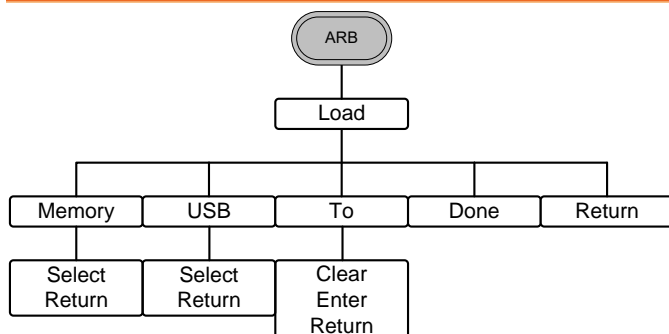 ARB
Load
Memory
USB
To
Done
Return
Select
Return
Select
Return
Clear
Enter
Return